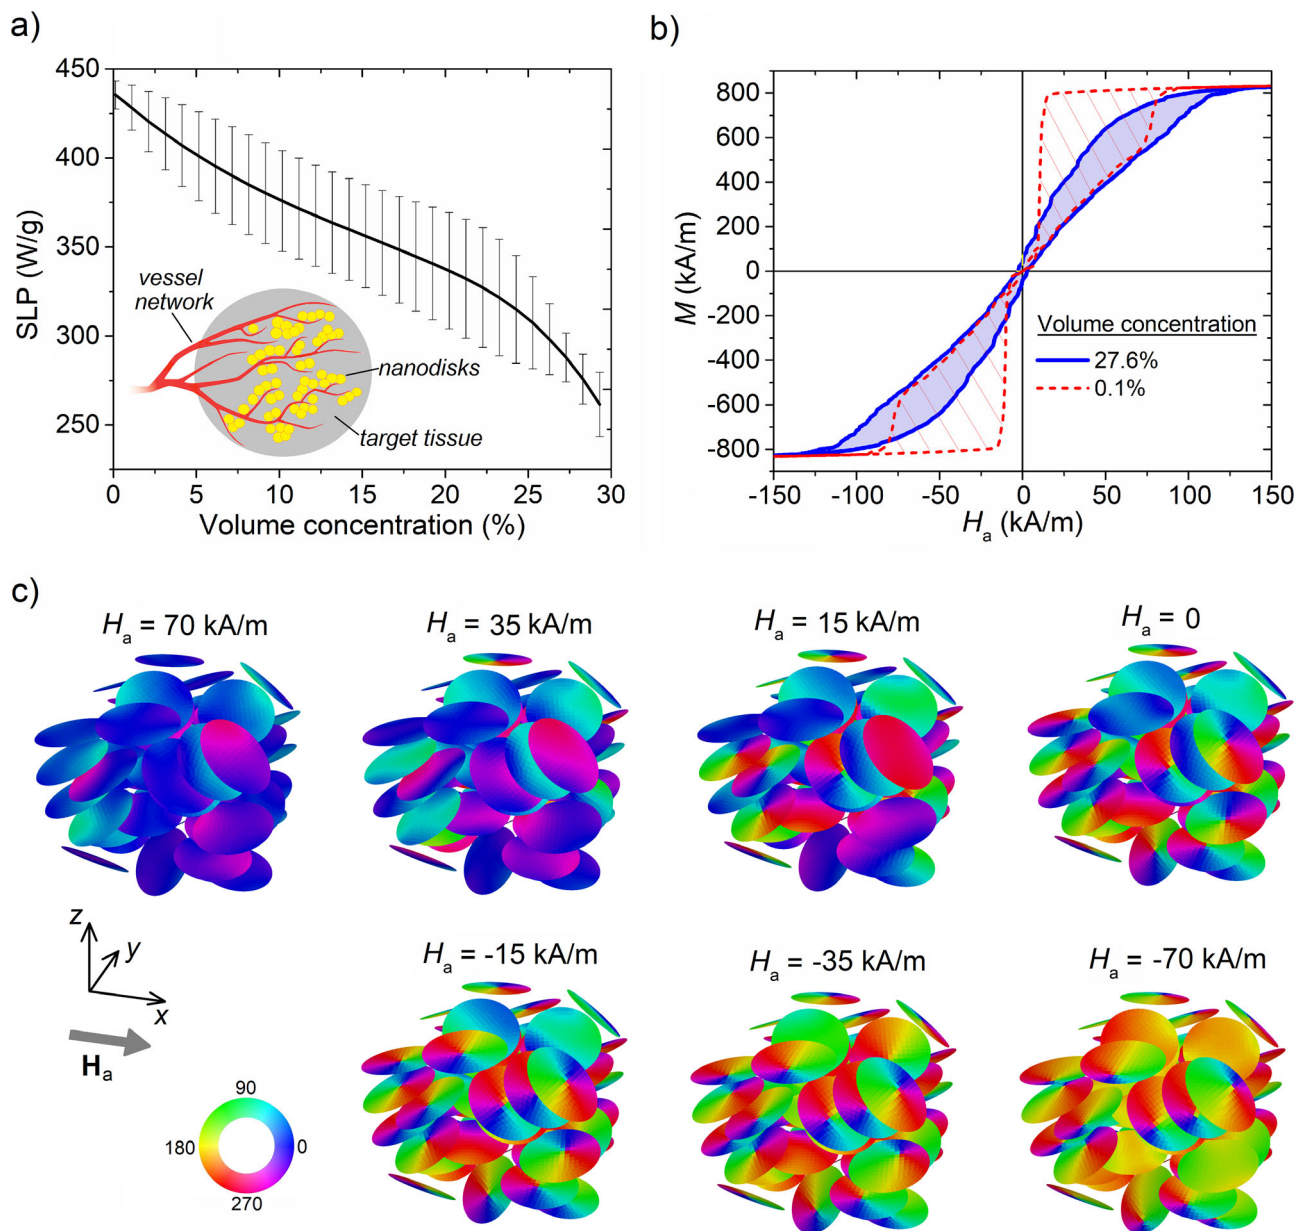 a)
450
400
350
300
250
SLP (W/g)
vessel
network
nanodisks
target tissue
0 5 10 15 20 25 30
Volume concentration (%)
b)
800
600
400
200
0
-200
-400
-600
-800
M (kA/m)
Volume concentration
27.6%
0.1%
-150 -100 -50 0 50 100 150
Ha (kA/m)
c)
Ha = 70 kA/m
Ha = 35 kA/m
Ha = 15 kA/m
Ha = 0
z
y
x
Ha
90
180 0
270
Ha = -15 kA/m
Ha = -35 kA/m
Ha = -70 kA/m